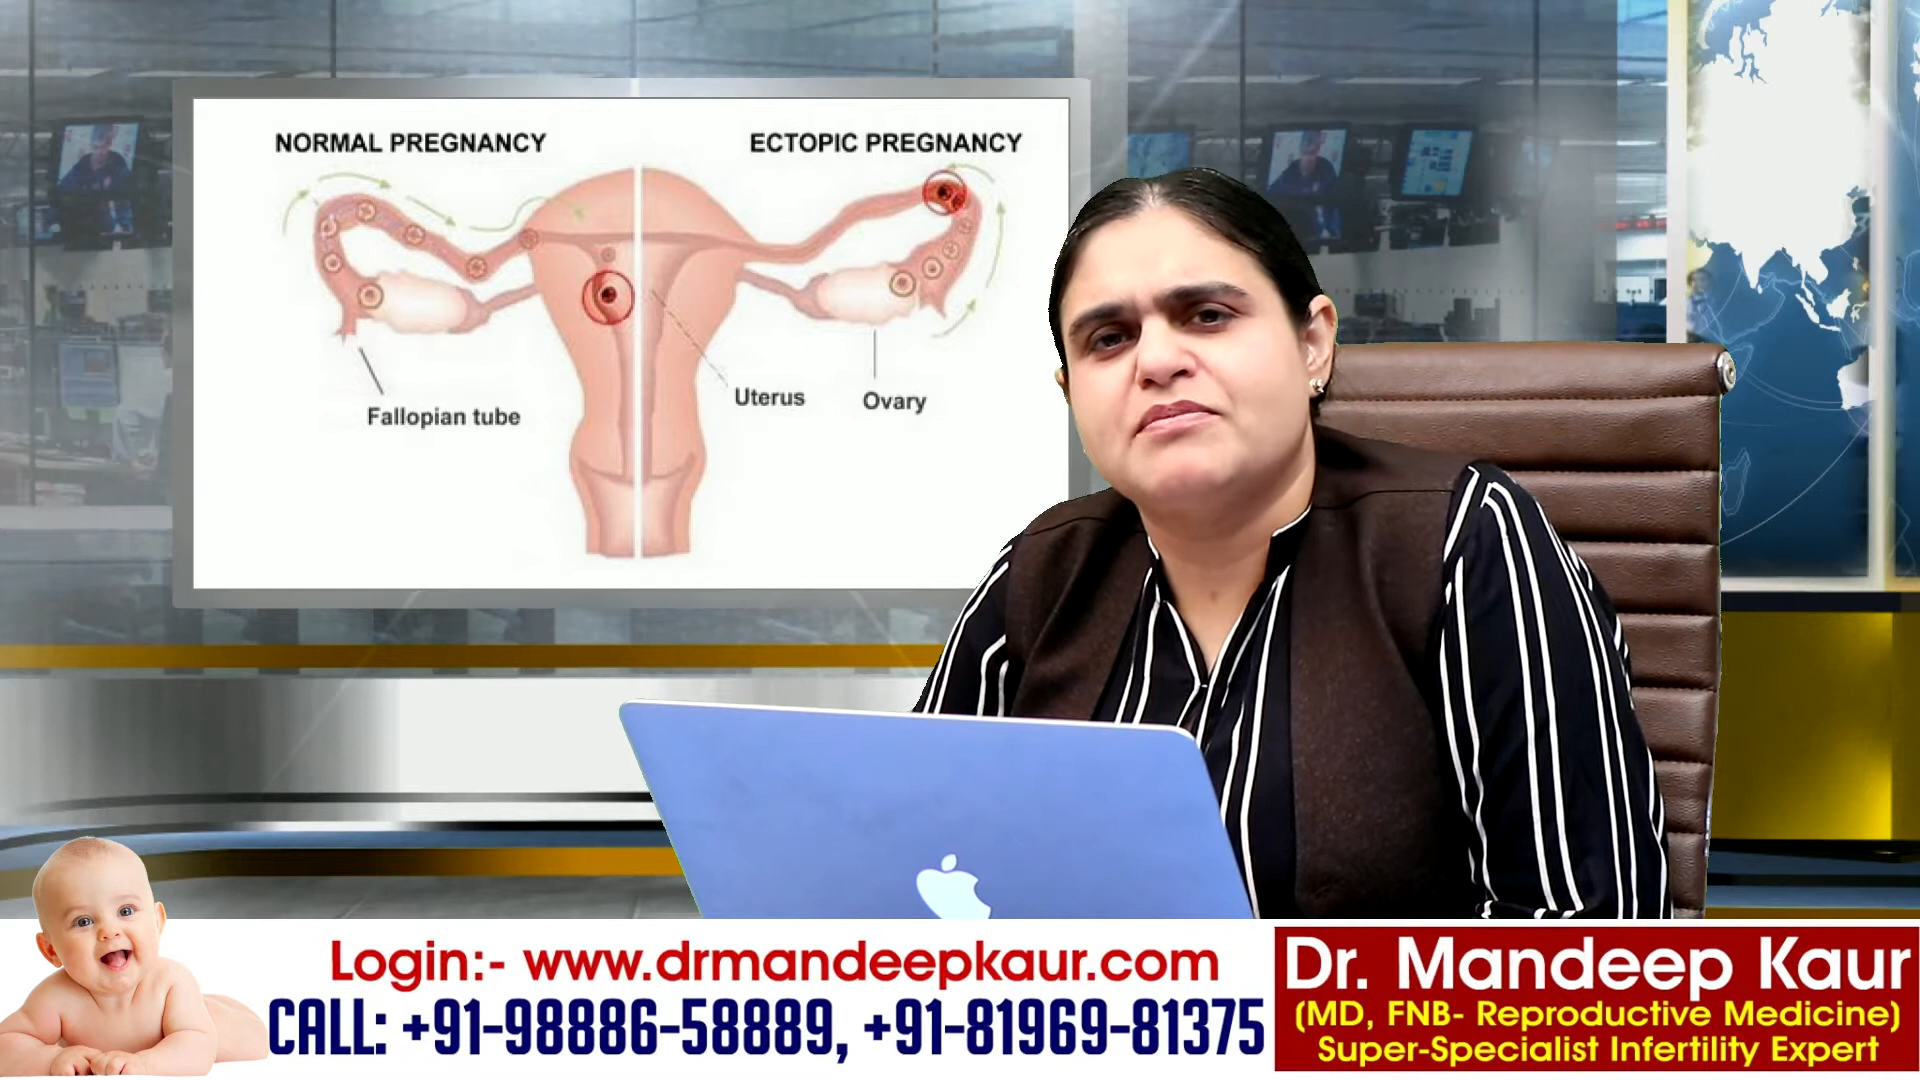 NORMAL PREGNANCY
ECTOPIC PREGNANCY
Uterus
Ovary
Fallopian tube
Login:- www.drmandeepkaur.com
CALL: +91-98886-58889, +91-81969-81375
Dr. Mandeep Kaur
(MD, FNB- Reproductive Medicine)
Super-Specialist Infertility Expert